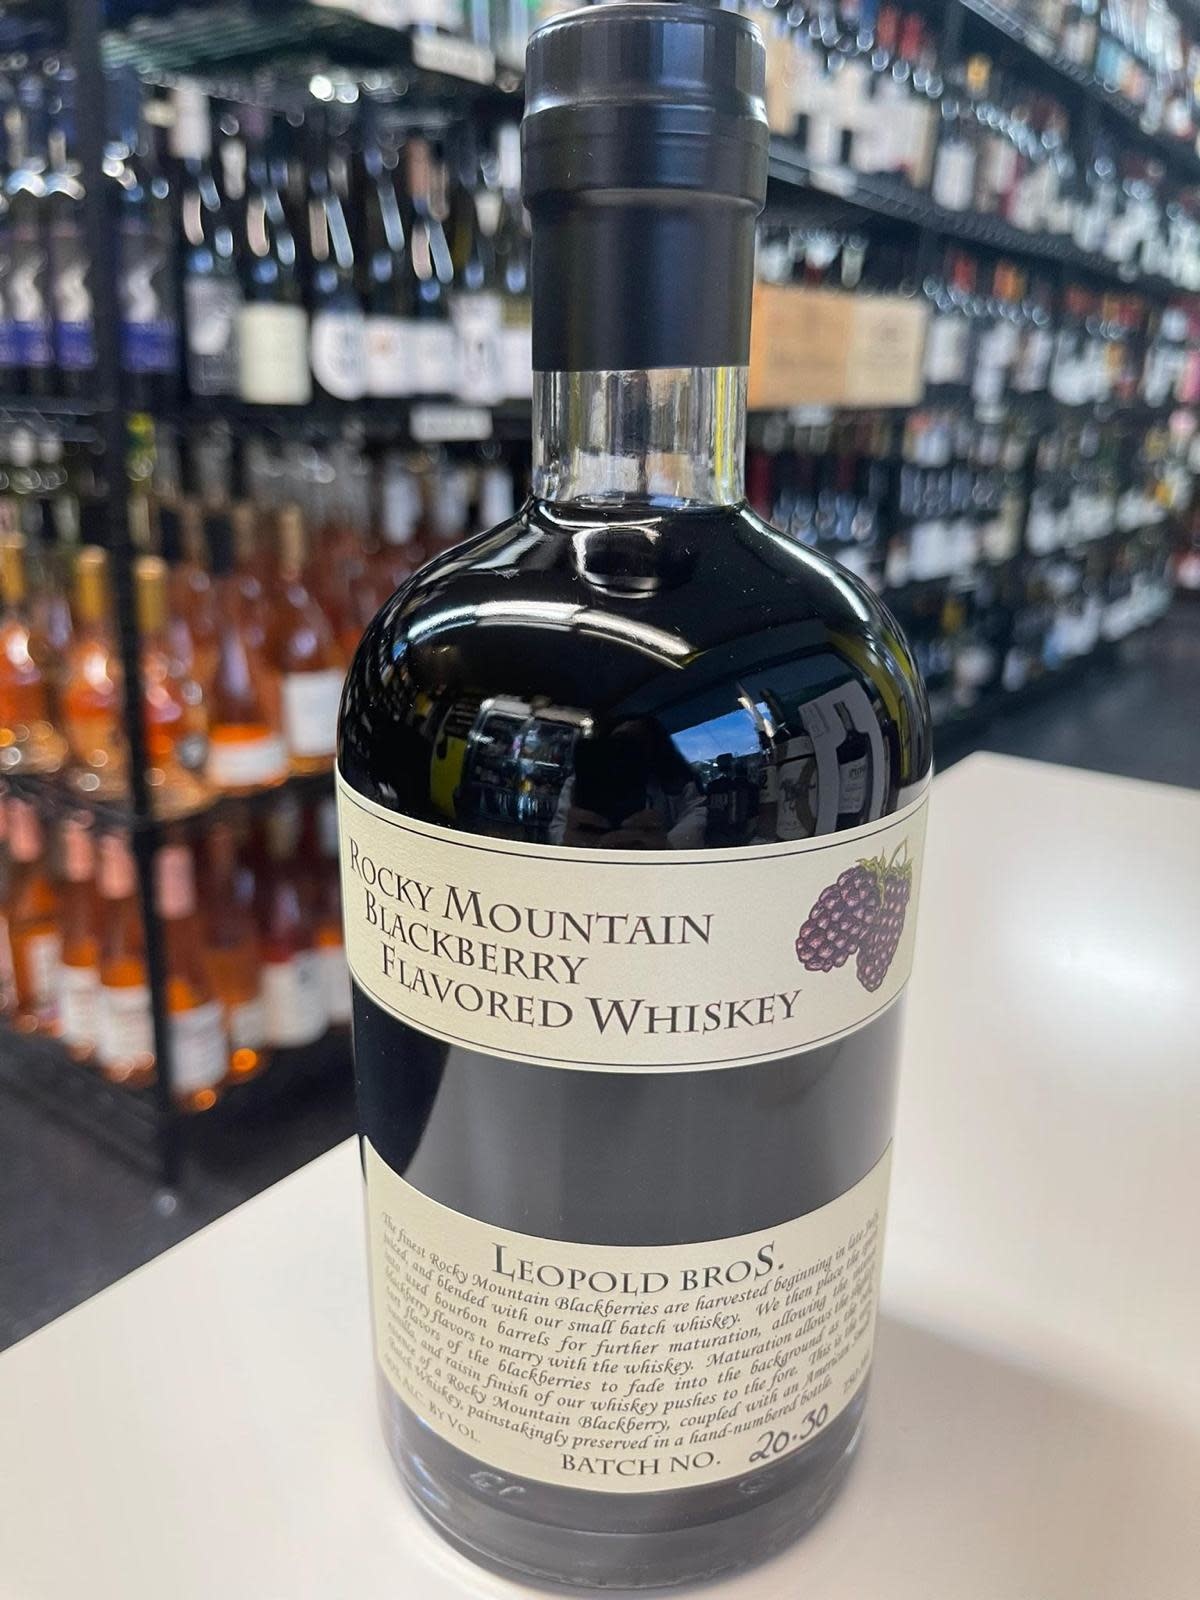 Rocky Mountain
Blackberry
Flavored Whiskey
Leopold Bros.
The finest Rocky Mountain Blackberries are harvested beginning in late July,
juiced, and blended with our small batch whiskey. We then place the
into used bourbon barrels for further maturation, allowing the
blackberry flavors to marry with the whiskey. Maturation allows the
tart flavors of the blackberries to fade into the background as the
vanilla, and raisin finish of our whiskey pushes to the fore. This is the
of a Rocky Mountain Blackberry, coupled with an American Small
Batch Whiskey, painstakingly preserved in a hand-numbered bottle.
Alc. By Vol.
Batch No. 20-30